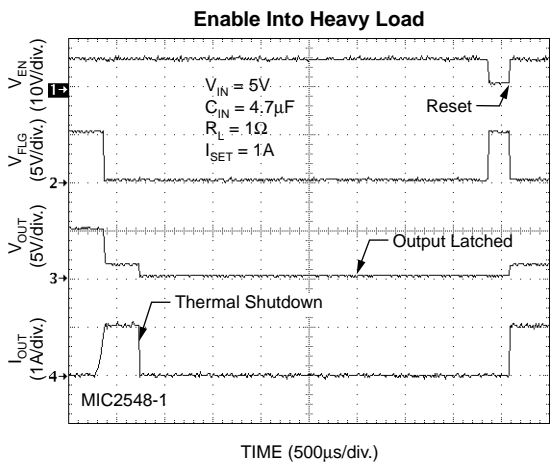 Enable Into Heavy Load
V_EN
(10V/div.)
1
V_IN = 5V
C_IN = 4.7µF
R_L = 1Ω
I_SET = 1A
Reset
V_FLG
(5V/div.)
2
V_OUT
(5V/div.)
Output Latched
3
Thermal Shutdown
I_OUT
(1A/div.)
4
MIC2548-1
TIME (500µs/div.)